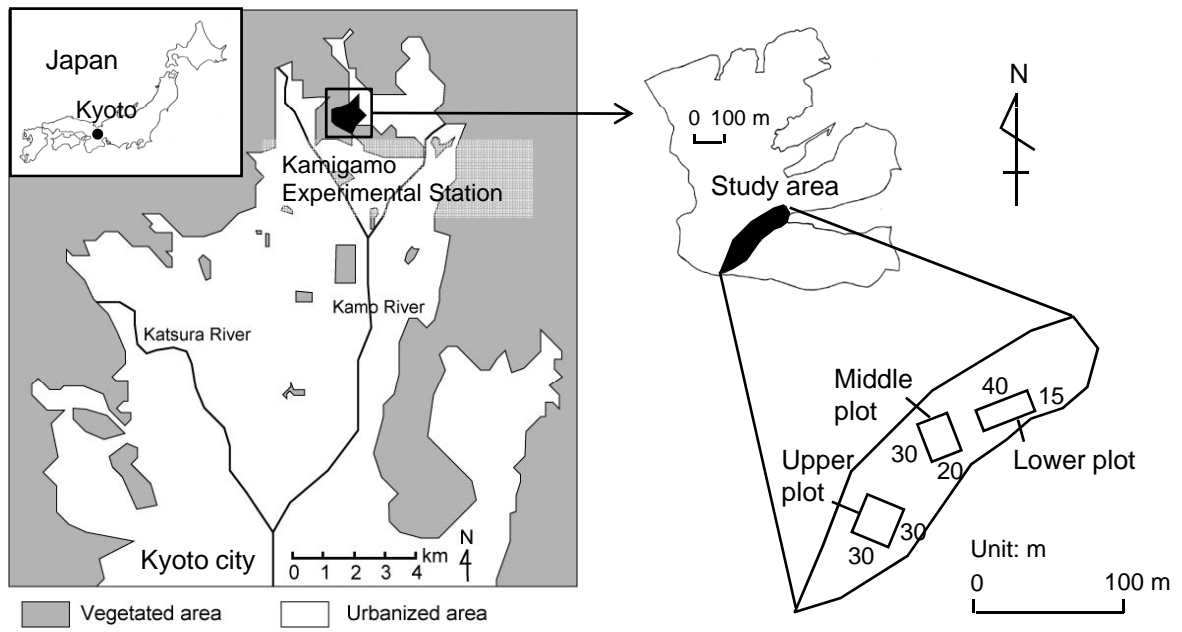 Japan
Kyoto
Kamigamo
Experimental Station
Kamo River
Katsura River
Kyoto city
km
0 1 2 4
N
Vegetated area
Urbanized area
0 100 m
N
Study area
Middle
plot
40
15
30
20
Lower plot
Upper
plot
30
30
Unit: m
0 100 m